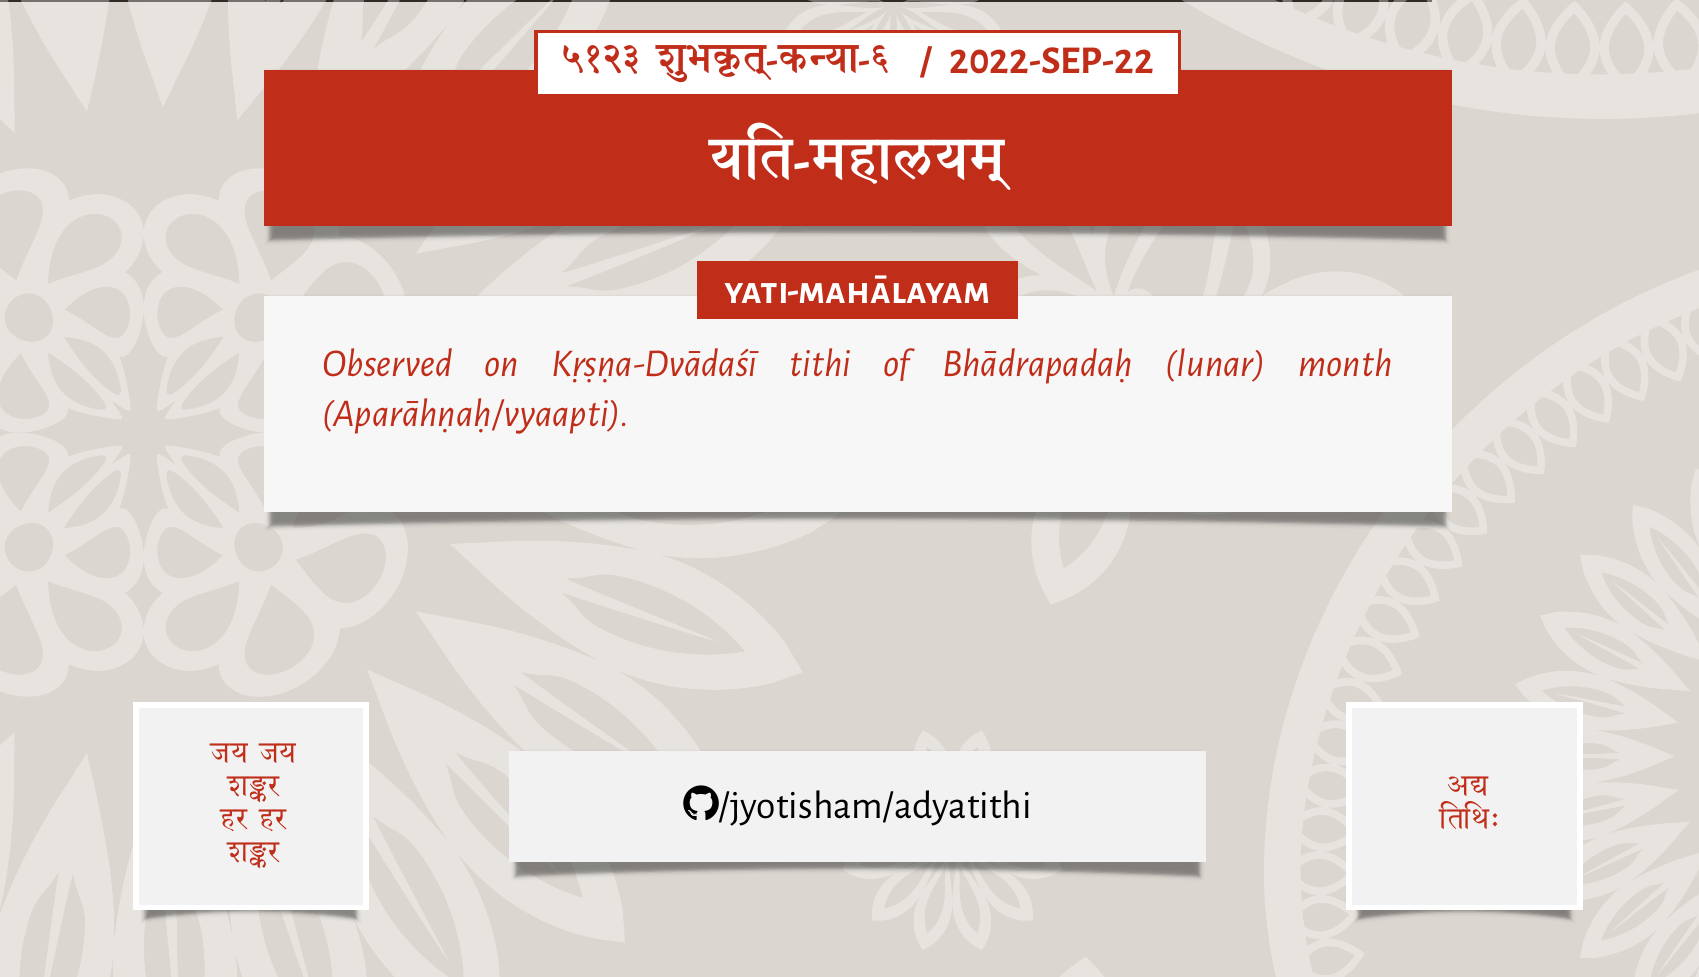 ५१२३ शुभकृत्-कन्या-६ / 2022-SEP-22
यति-महालयम्
YATI-MAHĀLAYAM
Observed on Kṛṣṇa-Dvādaśī tithi of Bhādrapadaḥ (lunar) month
(Aparāhṇaḥ/vyaapti).
जय जय
शङ्कर
हर हर
शङ्कर
/jyotisham/adyatithi
अद्य
तिथिः